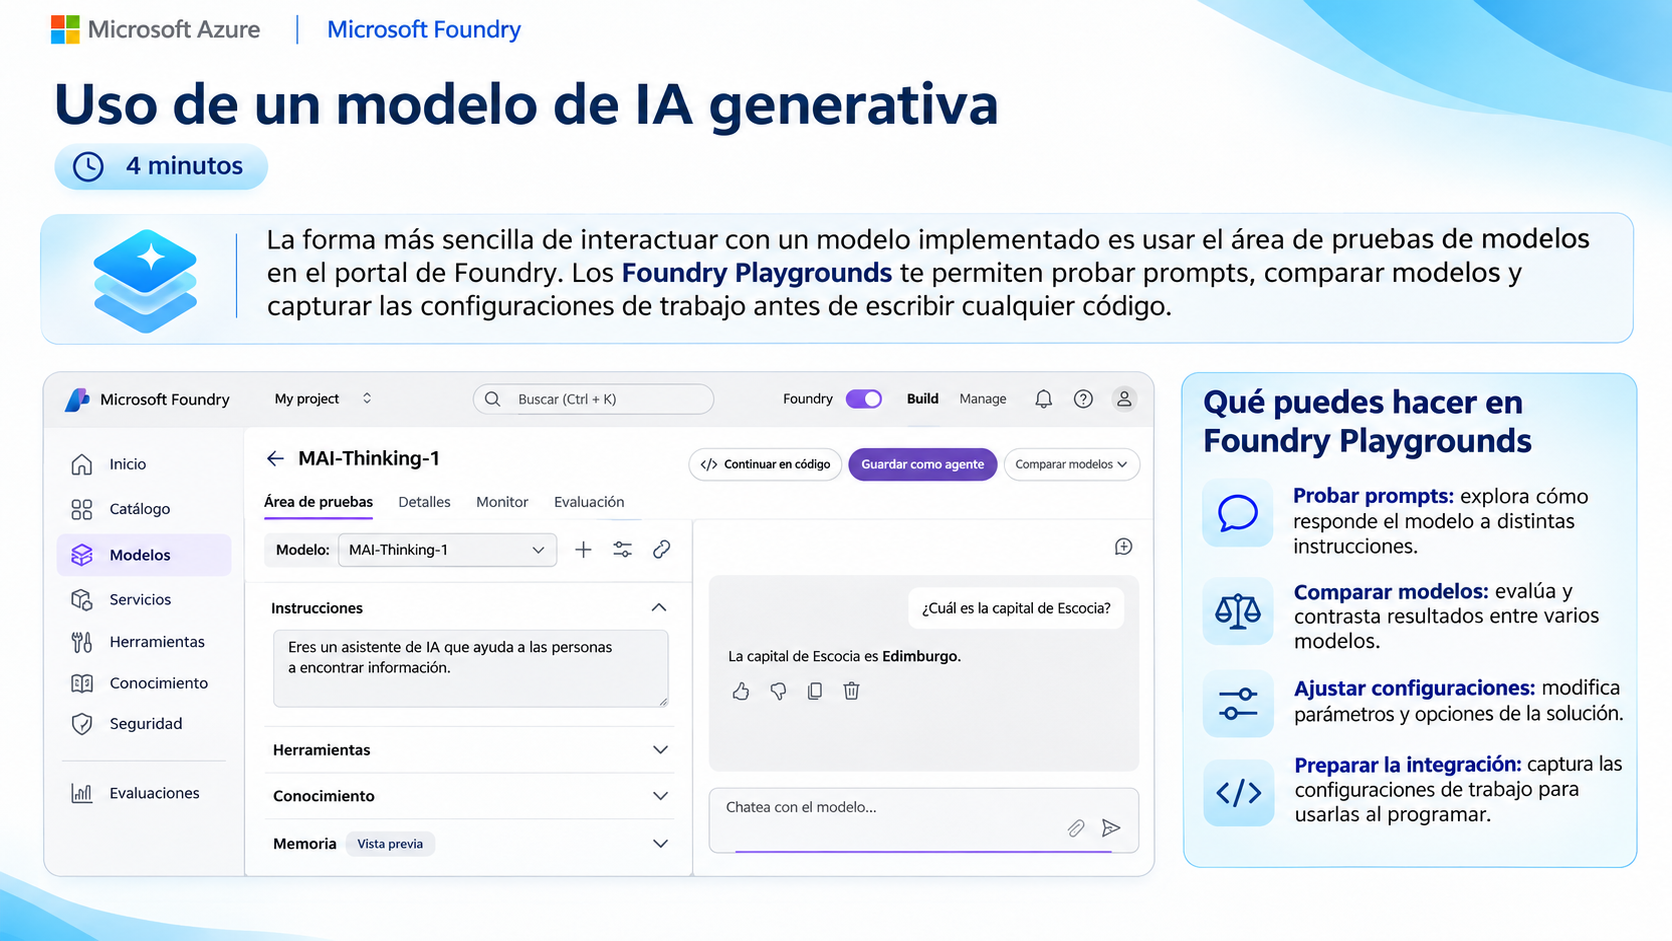 Microsoft Azure | Microsoft Foundry
Uso de un modelo de IA generativa
4 minutos
La forma más sencilla de interactuar con un modelo implementado es usar el área de pruebas de modelos
en el portal de Foundry. Los Foundry Playgrounds te permiten probar prompts, comparar modelos y
capturar las configuraciones de trabajo antes de escribir cualquier código.
Microsoft Foundry
My project
Buscar (Ctrl + K)
Foundry
Build
Manage
Inicio
Catálogo
Modelos
Servicios
Herramientas
Conocimiento
Seguridad
Evaluaciones
MAI-Thinking-1
</> Continuar en código
Guardar como agente
Comparar modelos
Área de pruebas
Detalles
Monitor
Evaluación
Modelo: MAI-Thinking-1
Instrucciones
Eres un asistente de IA que ayuda a las personas
a encontrar información.
Herramientas
Conocimiento
Memoria Vista previa
¿Cuál es la capital de Escocia?
La capital de Escocia es Edimburgo.
Chatea con el modelo...
Qué puedes hacer en
Foundry Playgrounds
Probar prompts: explora cómo
responde el modelo a distintas
instrucciones.
Comparar modelos: evalúa y
contrasta resultados entre varios
modelos.
Ajustar configuraciones: modifica
parámetros y opciones de la solución.
Preparar la integración: captura las
configuraciones de trabajo para
usarlas al programar.